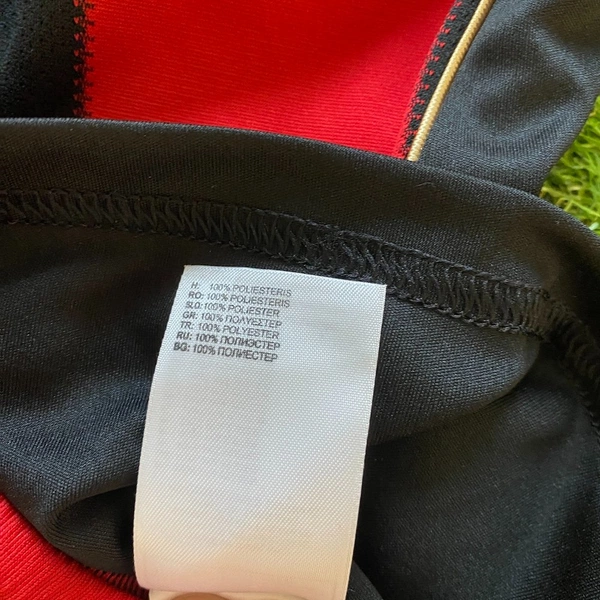 H: 100% POLIESTERIS
RO: 100% POLIESTERIS
SLO: 100% POLIESTER
GR: 100% ΠΟΛΥΕΣΤΕΡ
TR: 100% POLYESTER
RU: 100% ПОЛИЭСТЕР
BG: 100% ПОЛИЕСТЕР